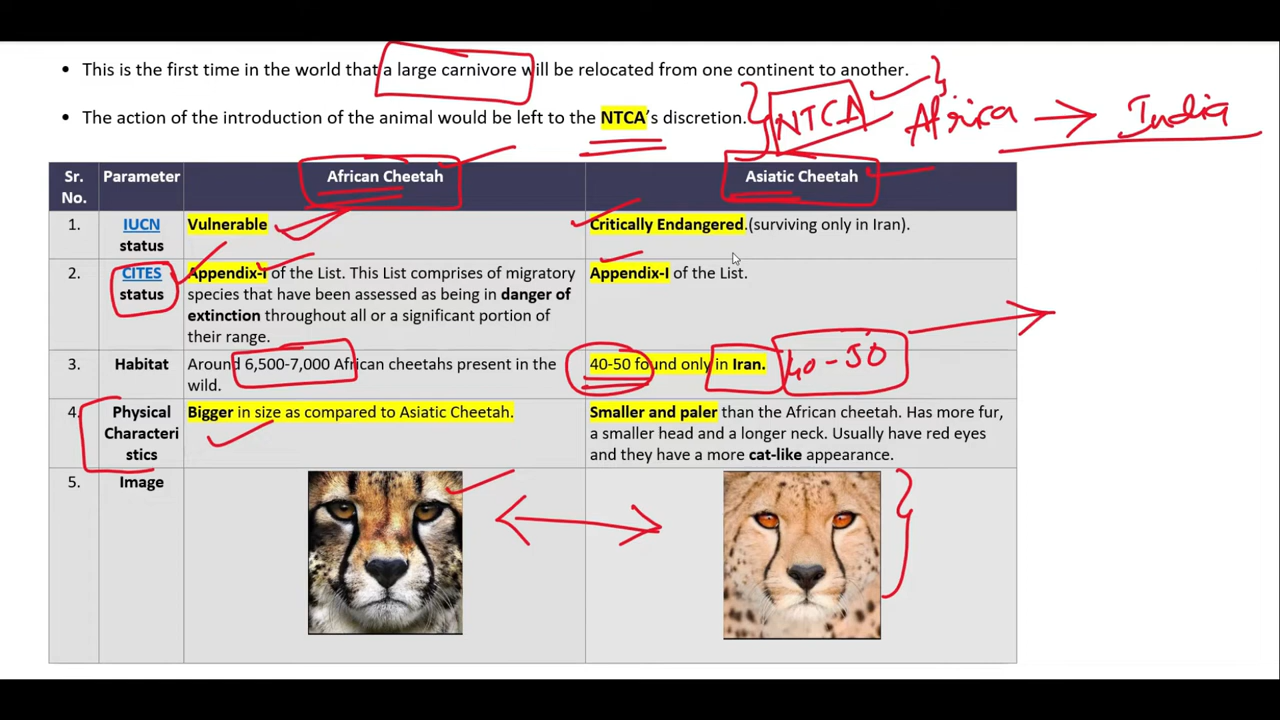 • This is the first time in the world that a large carnivore will be relocated from one continent to another.
• The action of the introduction of the animal would be left to the NTCA's discretion.
NTCA Africa → India
Sr. No.
Parameter
African Cheetah
Asiatic Cheetah
1.
IUCN
status
Vulnerable
Critically Endangered.(surviving only in Iran).
2.
CITES
status
Appendix-I of the List. This List comprises of migratory
species that have been assessed as being in danger of
extinction throughout all or a significant portion of
their range.
Appendix-I of the List.
3.
Habitat
Around 6,500-7,000 African cheetahs present in the
wild.
40-50 found only in Iran.
40-50
4.
Physical
Characteri
stics
Bigger in size as compared to Asiatic Cheetah.
Smaller and paler than the African cheetah. Has more fur,
a smaller head and a longer neck. Usually have red eyes
and they have a more cat-like appearance.
5.
Image